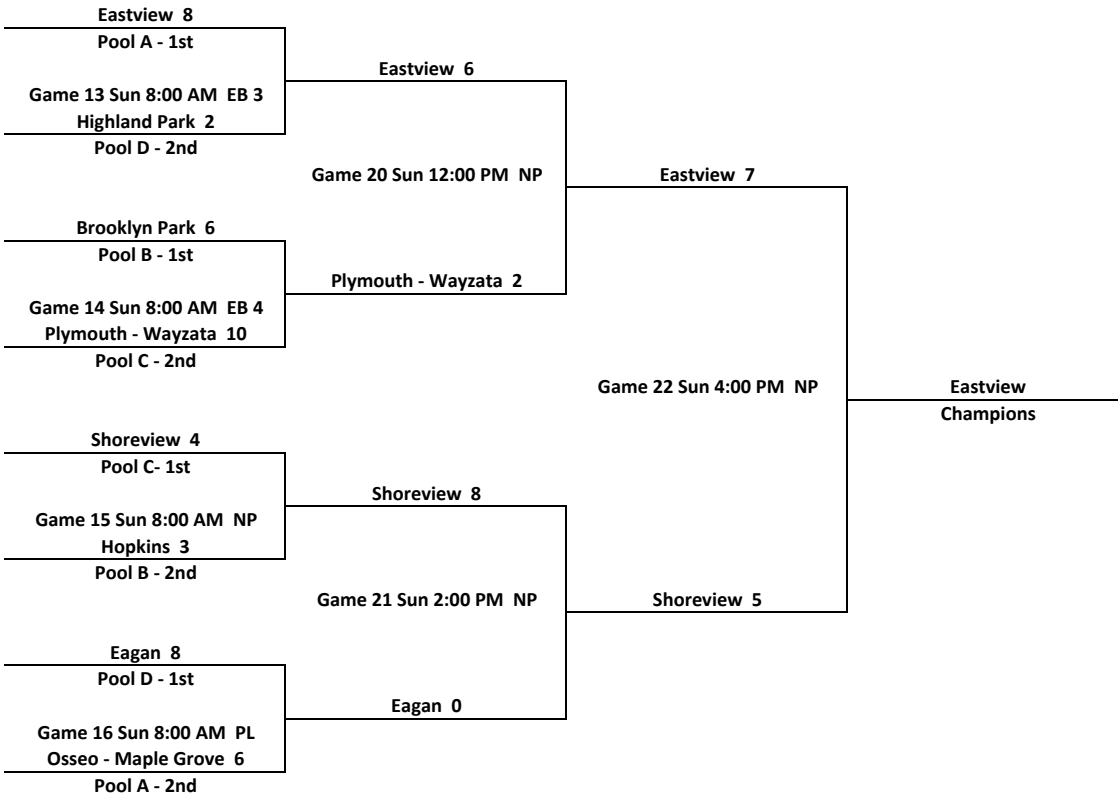 Eastview 8
Pool A - 1st
Eastview 6
Game 13 Sun 8:00 AM EB 3
Highland Park 2
Pool D - 2nd
Game 20 Sun 12:00 PM NP
Eastview 7
Brooklyn Park 6
Pool B - 1st
Plymouth - Wayzata 2
Game 14 Sun 8:00 AM EB 4
Plymouth - Wayzata 10
Pool C - 2nd
Game 22 Sun 4:00 PM NP
Eastview
Champions
Shoreview 4
Pool C- 1st
Shoreview 8
Game 15 Sun 8:00 AM NP
Hopkins 3
Pool B - 2nd
Game 21 Sun 2:00 PM NP
Shoreview 5
Eagan 8
Pool D - 1st
Eagan 0
Game 16 Sun 8:00 AM PL
Osseo - Maple Grove 6
Pool A - 2nd